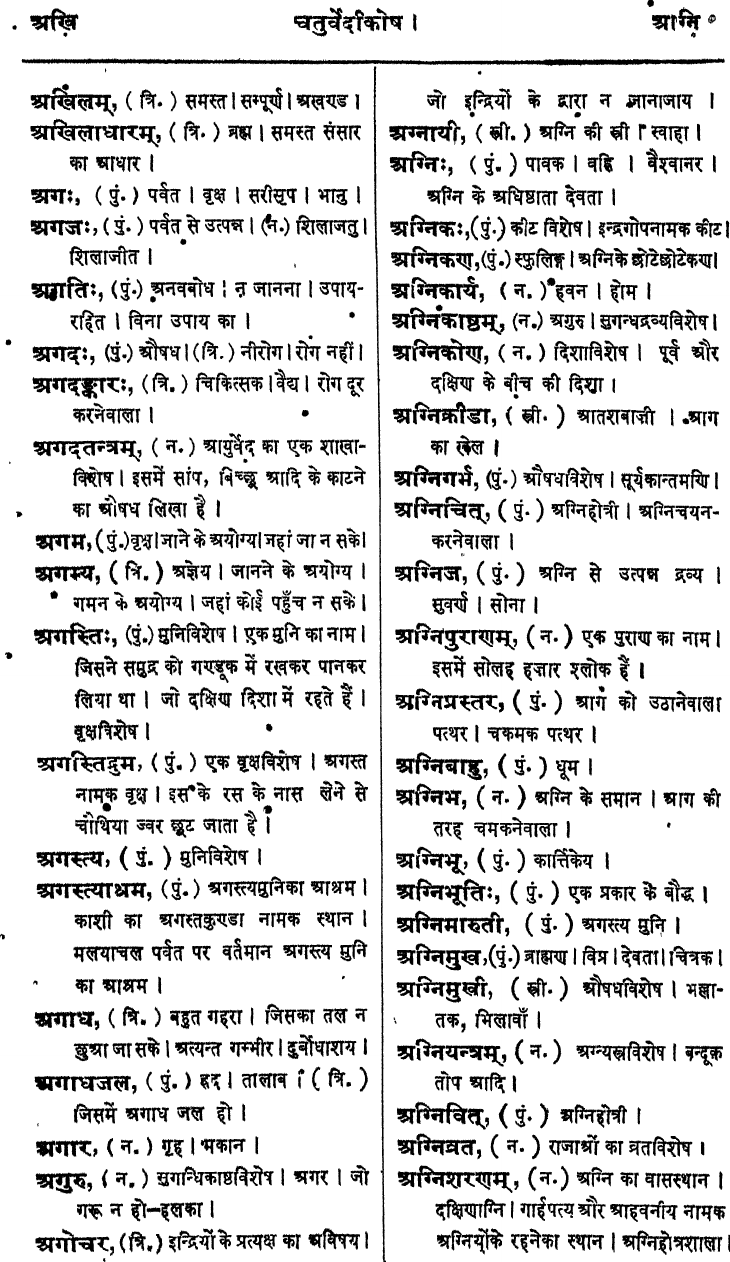 अखि
चतुर्वेदीकोष।
अग्नि
अखिलम्, (त्रि.) समस्त। सम्पूर्ण। अखण्ड।
अखिलाधारम्, (त्रि.) ब्रह्म। समस्त संसार
का आधार।
अगः, (पुं.) पर्वत। वृक्ष। सरीसृप। भानु।
अगजः, (पुं.) पर्वत से उत्पन्न। (न.) शिलाजतु।
शिलाजीत।
अगतिः, (पुं.) अनवबोध। न जानना। उपाय-
रहित। विना उपाय का।
अगदः, (पुं.) औषध। (त्रि.) नीरोग। रोग नहीं।
अगदङ्कारः, (त्रि.) चिकित्सक। वैद्य। रोग दूर
करनेवाला।
अगदतन्त्रम्, (न.) आयुर्वेद का एक शाखा-
विशेष। इसमें सांप, बिच्छू आदि के काटने
का औषध लिखा है।
अगम, (पुं.) वृक्ष। जाने के अयोग्य। जहां जा न सके।
अगम्य, (त्रि.) अज्ञेय। जानने के अयोग्य।
गमन के अयोग्य। जहां कोई पहुँच न सके।
अगस्तिः, (पुं.) मुनिविशेष। एक मुनि का नाम।
जिसने समुद्र को गण्डूक में रखकर पानकर
लिया था। जो दक्षिण दिशा में रहते हैं।
वृक्षविशेष।
अगस्तिद्रुम, (पुं.) एक वृक्षविशेष। अगस्त
नामक वृक्ष। इस के रस के नास लेने से
चौथिया ज्वर छूट जाता है।
अगस्त्य, (पुं.) मुनिविशेष।
अगस्त्याश्रम, (पुं.) अगस्त्यमुनिका आश्रम।
काशी का अगस्तकुण्डा नामक स्थान।
मलयाचल पर्वत पर वर्तमान अगस्त्य मुनि
का आश्रम।
अगाध, (त्रि.) बहुत गहरा। जिसका तल न
छुआ जा सके। अत्यन्त गम्भीर। दुर्बोधाशय।
अगाधजल, (पुं.) ह्रद। तालाब। (त्रि.)
जिसमें अगाध जल हो।
अगार, (न.) गृह। मकान।
अगुरु, (न.) सुगन्धिकाष्ठविशेष। अगर। जो
गरू न हो-हलका।
अगोचर, (त्रि.) इन्द्रियों के प्रत्यक्ष का अविषय।
जो इन्द्रियों के द्वारा न जानाजाय।
अग्नायी, (स्त्री.) अग्नि की स्त्री। स्वाहा।
अग्निः, (पुं.) पावक। वह्नि। वैश्वानर।
अग्नि के अधिष्ठाता देवता।
अग्निकः, (पुं.) कीट विशेष। इन्द्रगोपनामक कीट।
अग्निकण, (पुं.) स्फुलिङ्ग। अग्निके छोटेछोटेकण।
अग्निकार्य, (न.) हवन। होम।
अग्निकाष्ठम्, (न.) अगुरु। सुगन्धद्रव्यविशेष।
अग्निकोण, (न.) दिशाविशेष। पूर्व और
दक्षिण के बीच की दिशा।
अग्निक्रीडा, (स्त्री.) आतशबाज़ी। आग
का खेल।
अग्निगर्भ, (पुं.) औषधविशेष। सूर्यकान्तमणि।
अग्निचित्, (पुं.) अग्निहोत्री। अग्निचयन-
करनेवाला।
अग्निज, (पुं.) अग्नि से उत्पन्न द्रव्य।
सुवर्ण। सोना।
अग्निपुराणम्, (न.) एक पुराण का नाम।
इसमें सोलह हजार श्लोक हैं।
अग्निप्रस्तर, (पुं.) आग को उठानेवाला
पत्थर। चकमक पत्थर।
अग्निबाहु, (पुं.) धूम।
अग्निभ, (न.) अग्नि के समान। आग की
तरह चमकनेवाला।
अग्निभू, (पुं.) कार्त्तिकेय।
अग्निभूतिः, (पुं.) एक प्रकार के बौद्ध।
अग्निमारुती, (पुं.) अगस्त्य मुनि।
अग्निमुख, (पुं.) ब्राह्मण। विप्र। देवता। चित्रक।
अग्निमुखी, (स्त्री.) औषधविशेष। भल्ला-
तक, भिलावाँ।
अग्नियन्त्रम्, (न.) अग्न्यस्त्रविशेष। बन्दूक
तोप आदि।
अग्निवित्, (पुं.) अग्निहोत्री।
अग्निव्रत, (न.) राजाओं का व्रतविशेष।
अग्निशरणम्, (न.) अग्नि का वासस्थान।
दक्षिणाग्नि। गार्हपत्य और आहवनीय नामक
अग्नियोंके रहनेका स्थान। अग्निहोत्रशाला।